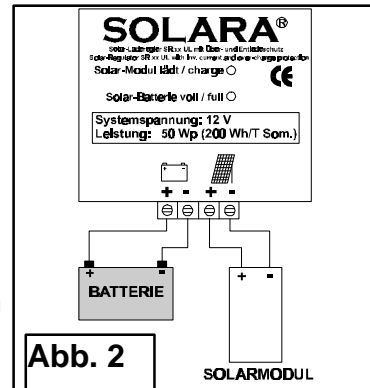 SOLARA®
Solar-Laderegler SR xx UL mit Über- und Entladeschutz
Solar-Regulator SR xx UL with low current and over-charge protection
Solar-Modul lädt / charge
CE
Solar-Batterie voll / full
Systemspannung: 12 V
Leistung: 50 Wp (200 Wh/T Som.)
+ - + -
+ - + -
BATTERIE
Abb. 2
SOLARMODUL